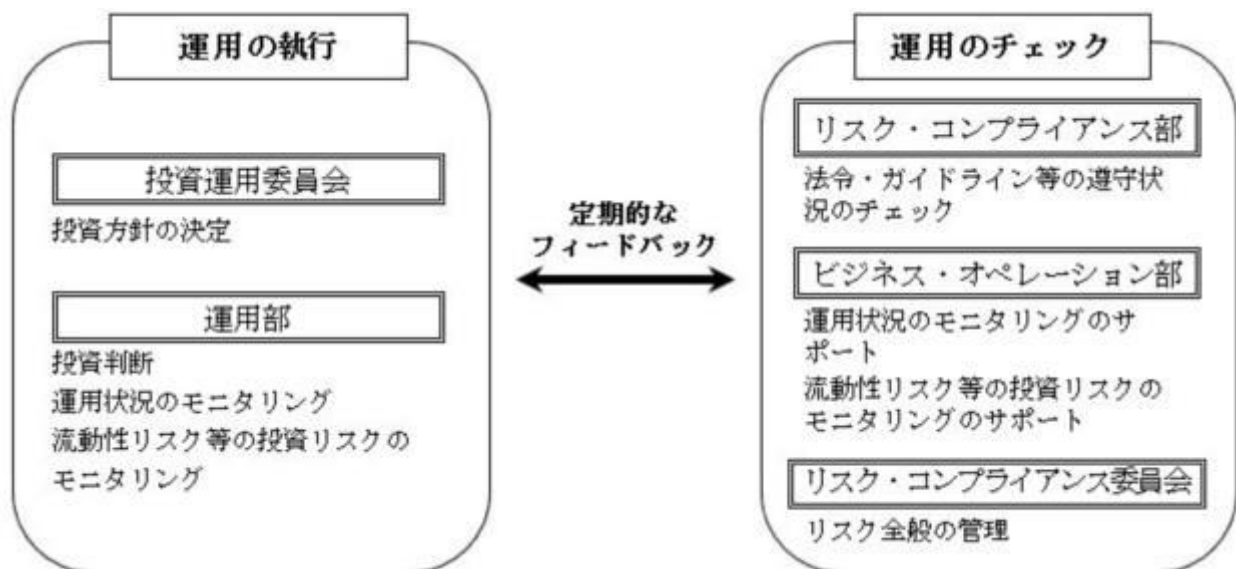 運用の執行
投資運用委員会
投資方針の決定
運用部
投資判断
運用状況のモニタリング
流動性リスク等の投資リスクの
モニタリング
定期的な
フィードバック
運用のチェック
リスク・コンプライアンス部
法令・ガイドライン等の遵守状
況のチェック
ビジネス・オペレーション部
運用状況のモニタリングのサ
ポート
流動性リスク等の投資リスクの
モニタリングのサポート
リスク・コンプライアンス委員会
リスク全般の管理